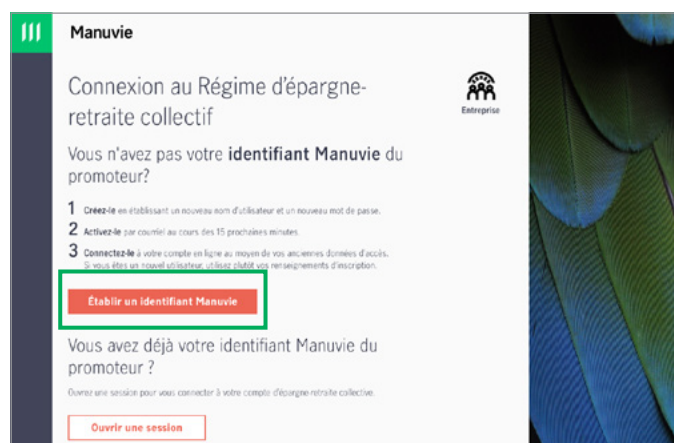 Manuvie
Connexion au Régime d'épargne-
retraite collectif
Entreprise
Vous n'avez pas votre identifiant Manuvie du
promoteur?
1 Créez-le en établissant un nouveau nom d'utilisateur et un nouveau mot de passe.
2 Activez-le par courriel au cours des 15 prochaines minutes.
3 Connectez-le à votre compte en ligne au moyen de vos anciennes données d'accès.
Si vous êtes un nouvel utilisateur, utilisez plutôt vos renseignements d'inscription.
Établir un identifiant Manuvie
Vous avez déjà votre identifiant Manuvie du
promoteur ?
Ouvrez une session pour vous connecter à votre compte d'épargne-retraite collective.
Ouvrir une session